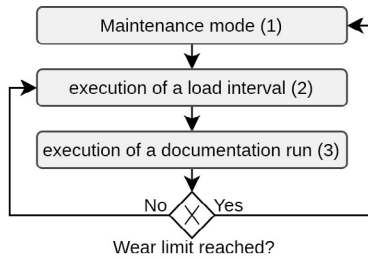 Maintenance mode (1)
execution of a load interval (2)
execution of a documentation run (3)
No
Yes
Wear limit reached?